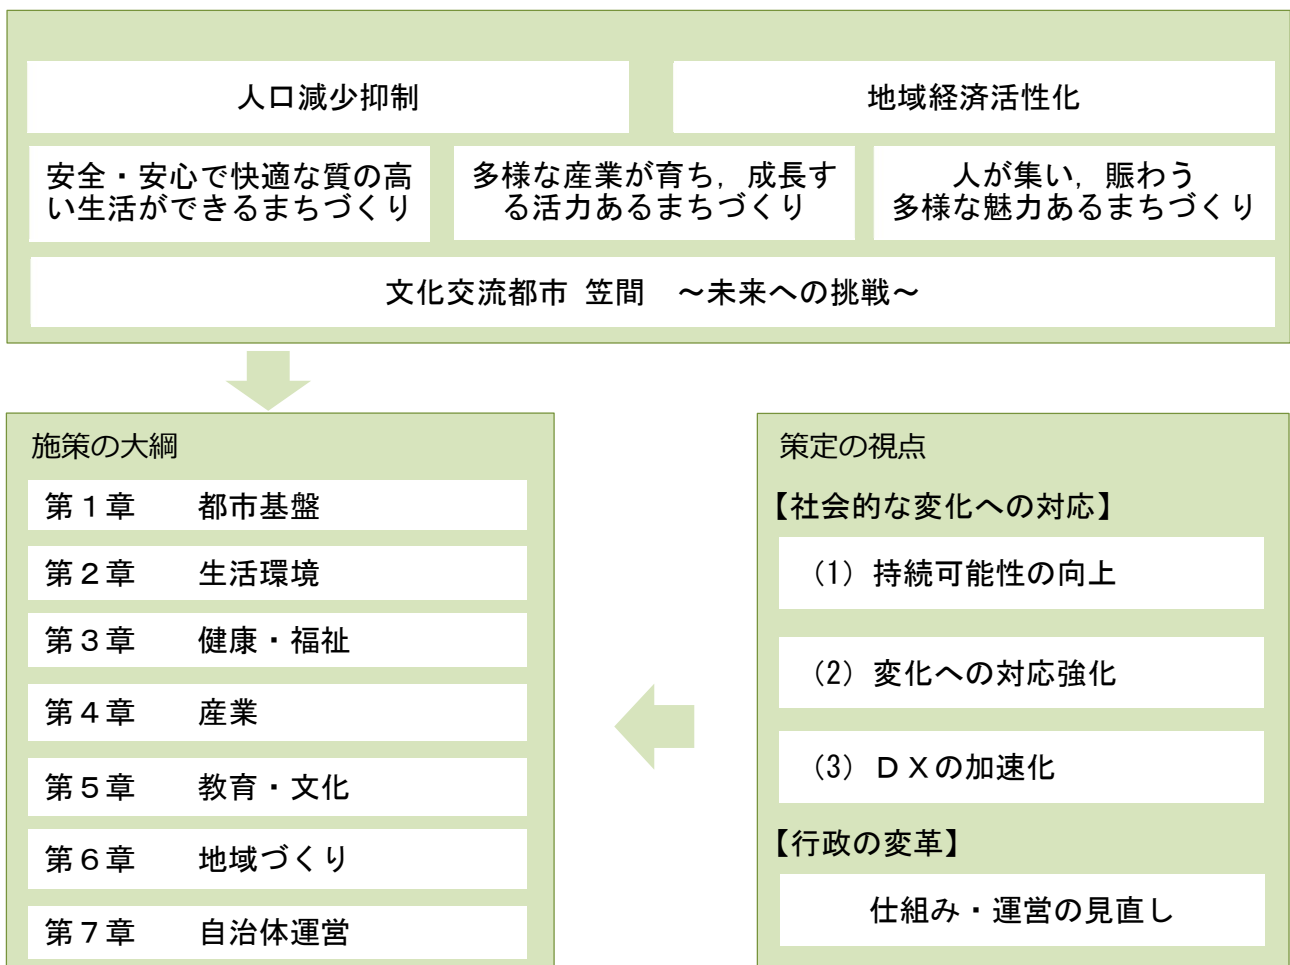 人口減少抑制
地域経済活性化
安全・安心で快適な質の高
い生活ができるまちづくり
多様な産業が育ち，成長す
る活力あるまちづくり
人が集い，賑わう
多様な魅力あるまちづくり
文化交流都市 笠間　～未来への挑戦～
施策の大綱
第１章　都市基盤
第２章　生活環境
第３章　健康・福祉
第４章　産業
第５章　教育・文化
第６章　地域づくり
第７章　自治体運営
策定の視点
【社会的な変化への対応】
(1) 持続可能性の向上
(2) 変化への対応強化
(3) ＤＸの加速化
【行政の変革】
仕組み・運営の見直し